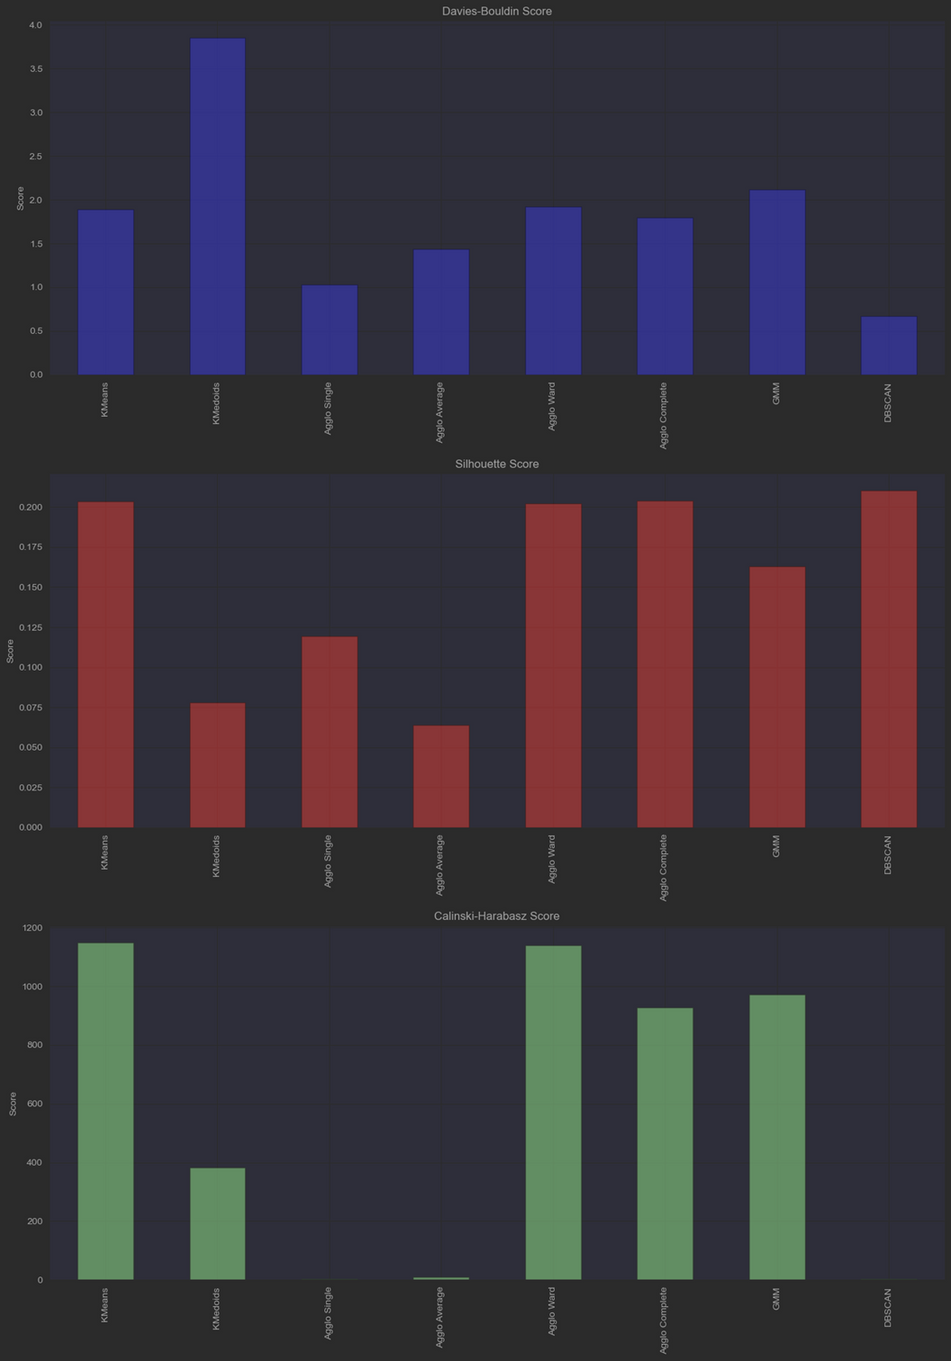 Davies-Bouldin Score
4.0
3.5
3.0
2.5
2.0
1.5
1.0
0.5
0.0
Score
KMeans
KMedoids
Agglo Single
Agglo Average
Agglo Ward
Agglo Complete
GMM
DBSCAN
Silhouette Score
0.200
0.175
0.150
0.125
0.100
0.075
0.050
0.025
0.000
Score
KMeans
KMedoids
Agglo Single
Agglo Average
Agglo Ward
Agglo Complete
GMM
DBSCAN
Calinski-Harabasz Score
1200
1000
800
600
400
200
0
Score
KMeans
KMedoids
Agglo Single
Agglo Average
Agglo Ward
Agglo Complete
GMM
DBSCAN